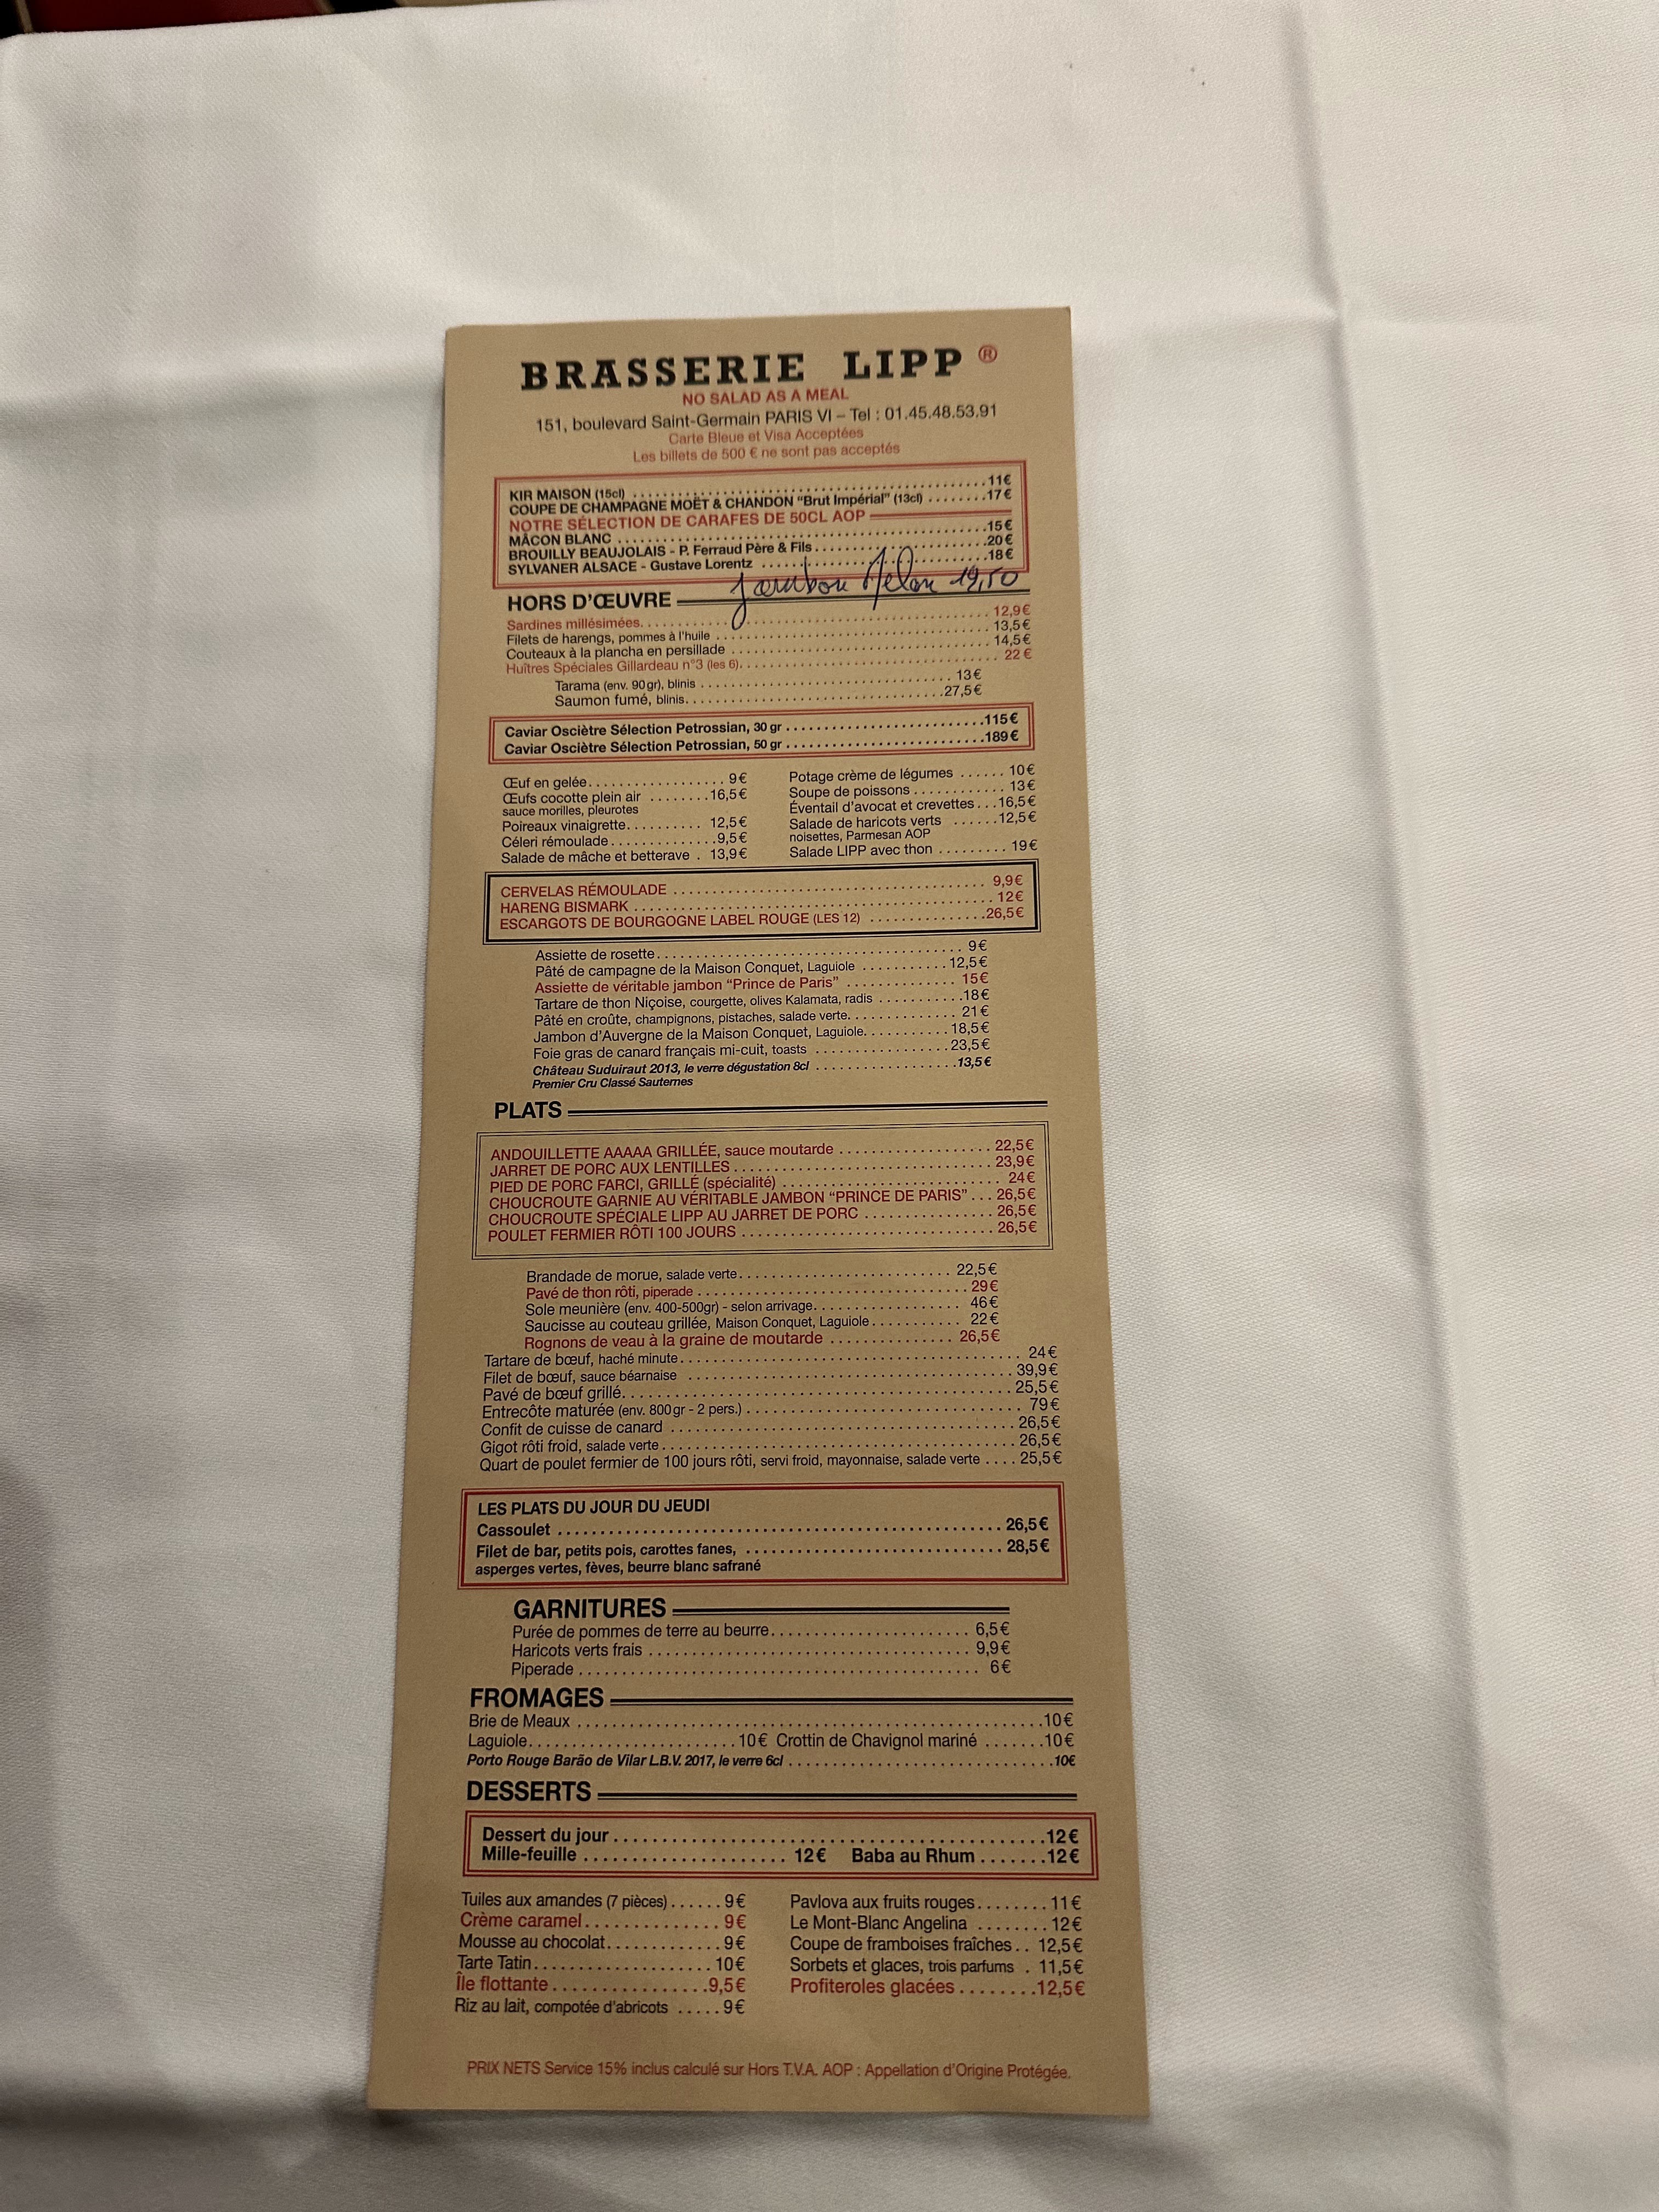 BRASSERIE LIPP ®
NO SALAD AS A MEAL
151, boulevard Saint-Germain PARIS VI – Tel : 01.45.48.53.91
Carte Bleue et Visa Acceptées
Les billets de 500 € ne sont pas acceptés
KIR MAISON (15cl) ........ 11€
COUPE DE CHAMPAGNE MOËT & CHANDON "Brut Impérial" (13cl) ........ 17€
NOTRE SÉLECTION DE CARAFES DE 50CL AOP
MÂCON BLANC ........ 15€
BROUILLY BEAUJOLAIS - P. Ferraud Père & Fils ........ 20€
SYLVANER ALSACE - Gustave Lorentz ........ 18€
Jambon Melon 19,50
HORS D'ŒUVRE
Sardines millésimées ........ 12,9€
Filets de harengs, pommes à l'huile ........ 13,5€
Couteaux à la plancha en persillade ........ 14,5€
Huîtres Spéciales Gillardeau n°3 (les 6) ........ 22€
Tarama (env. 90gr), blinis ........ 13€
Saumon fumé, blinis ........ 27,5€
Caviar Osciètre Sélection Petrossian, 30 gr ........ 115€
Caviar Osciètre Sélection Petrossian, 50 gr ........ 189€
Œuf en gelée ........ 9€
Œufs cocotte plein air ........ 16,5€
sauce morilles, pleurotes
Poireaux vinaigrette ........ 12,5€
Céleri rémoulade ........ 9,5€
Salade de mâche et betterave . 13,9€
Potage crème de légumes ...... 10€
Soupe de poissons ........ 13€
Éventail d'avocat et crevettes ... 16,5€
Salade de haricots verts ...... 12,5€
noisettes, Parmesan AOP
Salade LIPP avec thon ........ 19€
CERVELAS RÉMOULADE ........ 9,9€
HARENG BISMARK ........ 12€
ESCARGOTS DE BOURGOGNE LABEL ROUGE (LES 12) ........ 26,5€
Assiette de rosette ........ 9€
Pâté de campagne de la Maison Conquet, Laguiole ........ 12,5€
Assiette de véritable jambon "Prince de Paris" ........ 15€
Tartare de thon Niçoise, courgette, olives Kalamata, radis ........ 18€
Pâté en croûte, champignons, pistaches, salade verte ........ 21€
Jambon d'Auvergne de la Maison Conquet, Laguiole ........ 18,5€
Foie gras de canard français mi-cuit, toasts ........ 23,5€
Château Suduiraut 2013, le verre dégustation 8cl ........ 13,5€
Premier Cru Classé Sauternes
PLATS
ANDOUILLETTE AAAAA GRILLÉE, sauce moutarde ........ 22,5€
JARRET DE PORC AUX LENTILLES ........ 23,9€
PIED DE PORC FARCI, GRILLÉ (spécialité) ........ 24€
CHOUCROUTE GARNIE AU VÉRITABLE JAMBON "PRINCE DE PARIS" ... 26,5€
CHOUCROUTE SPÉCIALE LIPP AU JARRET DE PORC ........ 26,5€
POULET FERMIER RÔTI 100 JOURS ........ 26,5€
Brandade de morue, salade verte ........ 22,5€
Pavé de thon rôti, piperade ........ 29€
Sole meunière (env. 400-500gr) - selon arrivage ........ 46€
Saucisse au couteau grillée, Maison Conquet, Laguiole ........ 22€
Rognons de veau à la graine de moutarde ........ 26,5€
Tartare de bœuf, haché minute ........ 24€
Filet de bœuf, sauce béarnaise ........ 39,9€
Pavé de bœuf grillé ........ 25,5€
Entrecôte maturée (env. 800gr - 2 pers.) ........ 79€
Confit de cuisse de canard ........ 26,5€
Gigot rôti froid, salade verte ........ 26,5€
Quart de poulet fermier de 100 jours rôti, servi froid, mayonnaise, salade verte .... 25,5€
LES PLATS DU JOUR DU JEUDI
Cassoulet ........ 26,5€
Filet de bar, petits pois, carottes fanes, ........ 28,5€
asperges vertes, fèves, beurre blanc safrané
GARNITURES
Purée de pommes de terre au beurre ........ 6,5€
Haricots verts frais ........ 9,9€
Piperade ........ 6€
FROMAGES
Brie de Meaux ........ 10€
Laguiole ........ 10€ Crottin de Chavignol mariné ....... 10€
Porto Rouge Barão de Vilar L.B.V. 2017, le verre 6cl ........ 10€
DESSERTS
Dessert du jour ........ 12€
Mille-feuille ........ 12€ Baba au Rhum ....... 12€
Tuiles aux amandes (7 pièces) ...... 9€
Crème caramel ........ 9€
Mousse au chocolat ........ 9€
Tarte Tatin ........ 10€
Île flottante ........ 9,5€
Riz au lait, compotée d'abricots ..... 9€
Pavlova aux fruits rouges ........ 11€
Le Mont-Blanc Angelina ........ 12€
Coupe de framboises fraîches .. 12,5€
Sorbets et glaces, trois parfums . 11,5€
Profiteroles glacées ........ 12,5€
PRIX NETS Service 15% inclus calculé sur Hors T.V.A. AOP : Appellation d'Origine Protégée.